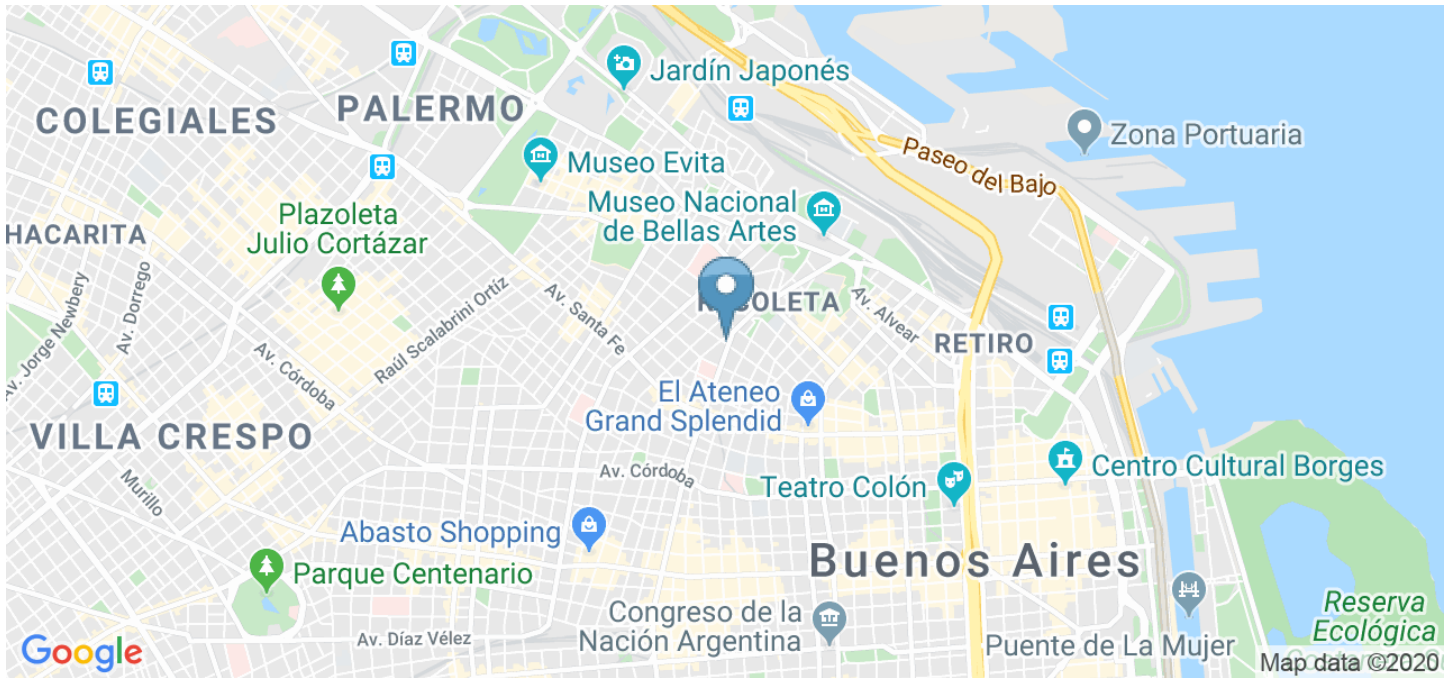 Jardín Japonés
COLEGIALES
PALERMO
Zona Portuaria
Paseo del Bajo
Museo Evita
Museo Nacional
de Bellas Artes
Plazoleta
Julio Cortázar
HACARITA
Av. Dorrego
Av. Jorge Newbery
Raúl Scalabrini Ortíz
Av. Santa Fe
Av. Alvear
RECOLETA
RETIRO
Av. Córdoba
El Ateneo
Grand Splendid
VILLA CRESPO
Murillo
Av. Córdoba
Teatro Colón
Centro Cultural Borges
Abasto Shopping
Buenos Aires
Parque Centenario
Congreso de la
Nación Argentina
Av. Díaz Vélez
Puente de La Mujer
Reserva
Ecológica
Google
Map data ©2020